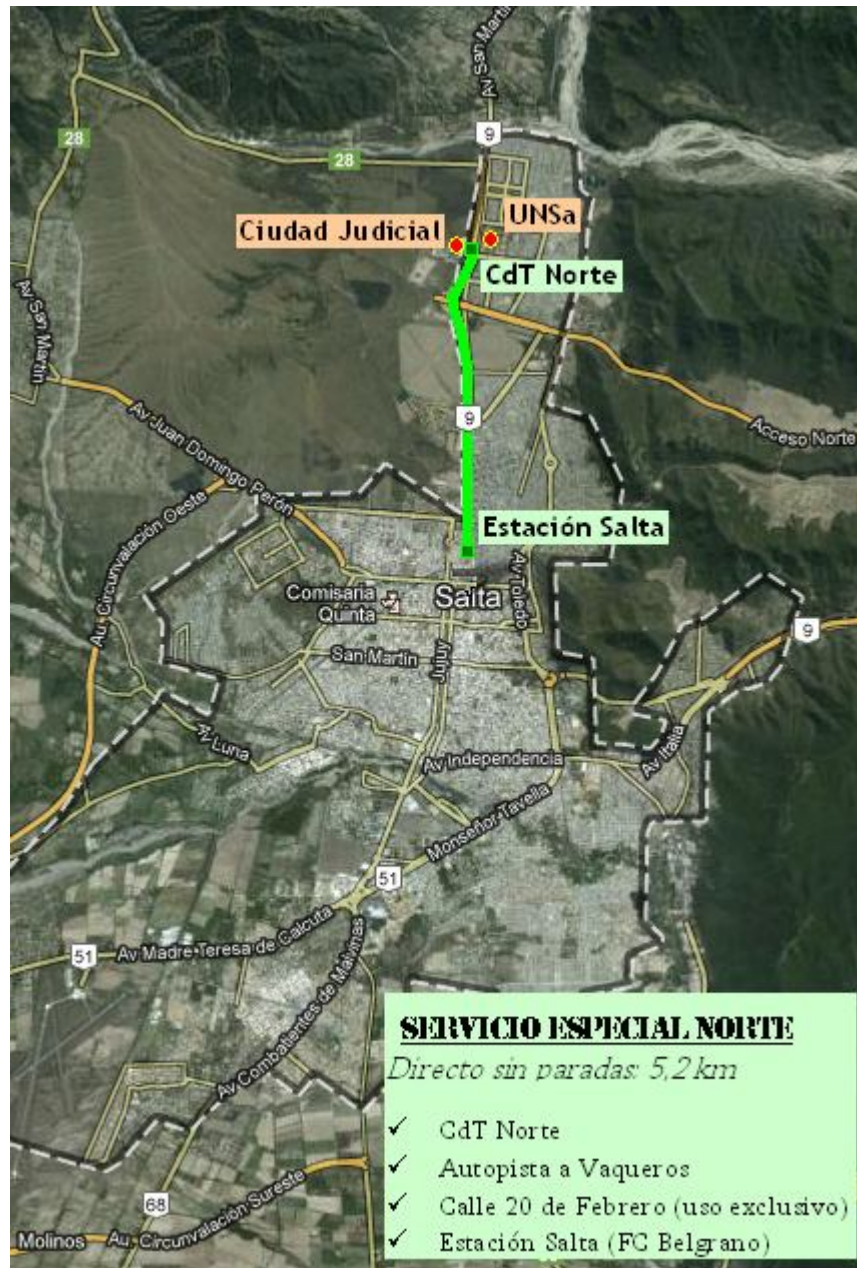 Av San Martín
9
28
28
UNSa
Ciudad Judicial
CdT Norte
Av San Martín
9
Av Juan Domingo Perón
Acceso Norte
Au. Circunvalación Oeste
Estación Salta
Av Toledo
Comisaria
Quinta
Salta
9
San Martín
Jujuy
Av Luna
Av Independencia
Av Italia
Monseñor Tavella
51
Av Madre Teresa de Calcuta
51
Av Combatientes de Malvinas
SERVICIO ESPECIAL NORTE
Directo sin paradas: 5,2 km
✓ CdT Norte
✓ Autopista a Vaqueros
✓ Calle 20 de Febrero (uso exclusivo)
✓ Estación Salta (FC Belgrano)
68
Molinos
Au. Circunvalación Sureste